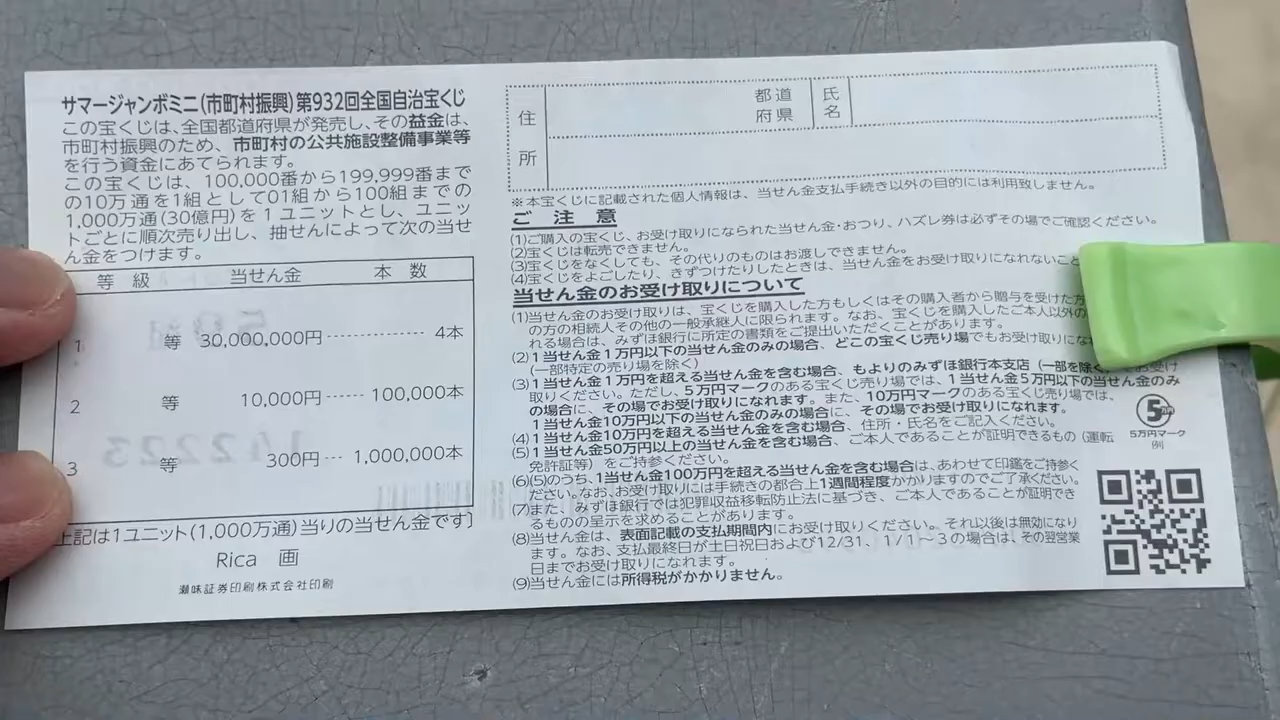 サマージャンボミニ(市町村振興)第932回全国自治宝くじ
この宝くじは、全国都道府県が発売し、その益金は、
市町村振興のため、市町村の公共施設整備事業等
を行う資金にあてられます。
この宝くじは、100,000番から199,999番まで
の10万通を1組として01組から100組までの
1,000万通(30億円)を1ユニットとし、ユニッ
トごとに順次売り出し、抽せんによって次の当せ
ん金をつけます。
等 級 当せん金 本 数
1 等 30,000,000円 ············ 4本
2 等 10,000円 ······ 100,000本
3 等 300円 ··· 1,000,000本
上記は1ユニット(1,000万通)当りの当せん金です〕
Rica 画
瀬味証券印刷株式会社印刷
住所
都道府県
氏名
※本宝くじに記載された個人情報は、当せん金支払手続き以外の目的には利用致しません。
ご 注 意
(1)ご購入の宝くじ、お受け取りになられた当せん金・おつり、ハズレ券は必ずその場でご確認ください。
(2)宝くじは転売できません。
(3)宝くじをなくしても、その代りのものはお渡しできません。
(4)宝くじをよごしたり、きずつけたりしたときは、当せん金をお受け取りになれないこと
当せん金のお受け取りについて
(1)当せん金のお受け取りは、宝くじを購入した方もしくはその購入者から贈与を受けた方
の方の相続人その他の一般承継人に限られます。なお、宝くじを購入したご本人以外の
れる場合は、みずほ銀行に所定の書類をご提出いただくことがあります。
(2)1当せん金1万円以下の当せん金のみの場合、どこの宝くじ売り場でもお受け取りにな
(一部特定の売り場を除く)
(3)1当せん金1万円を超える当せん金を含む場合、もよりのみずほ銀行本支店(一部を除く
取りください。ただし、5万円マークのある宝くじ売り場では、1当せん金5万円以下の当せん金のみ
の場合に、その場でお受け取りになれます。また、10万円マークのある宝くじ売り場では、
1当せん金10万円以下の当せん金のみの場合に、その場でお受け取りになれます。
(4)1当せん金10万円を超える当せん金を含む場合、住所・氏名をご記入ください。
(5)1当せん金50万円以上の当せん金を含む場合、ご本人であることが証明できるもの(運転
免許証等)をご持参ください。
(6)(5)のうち、1当せん金100万円を超える当せん金を含む場合は、あわせて印鑑をご持参く
ださい。なお、お受け取りには手続きの都合上1週間程度かかりますのでご了承ください。
(7)また、みずほ銀行では犯罪収益移転防止法に基づき、ご本人であることが証明でき
るものの呈示を求めることがあります。
(8)当せん金は、表面記載の支払期間内にお受け取りください。それ以後は無効になり
ます。なお、支払最終日が土日祝日および12/31、1/1~3の場合は、その翌営業
日までお受け取りになれます。
(9)当せん金には所得税がかかりません。
5万円
5万円マーク
例